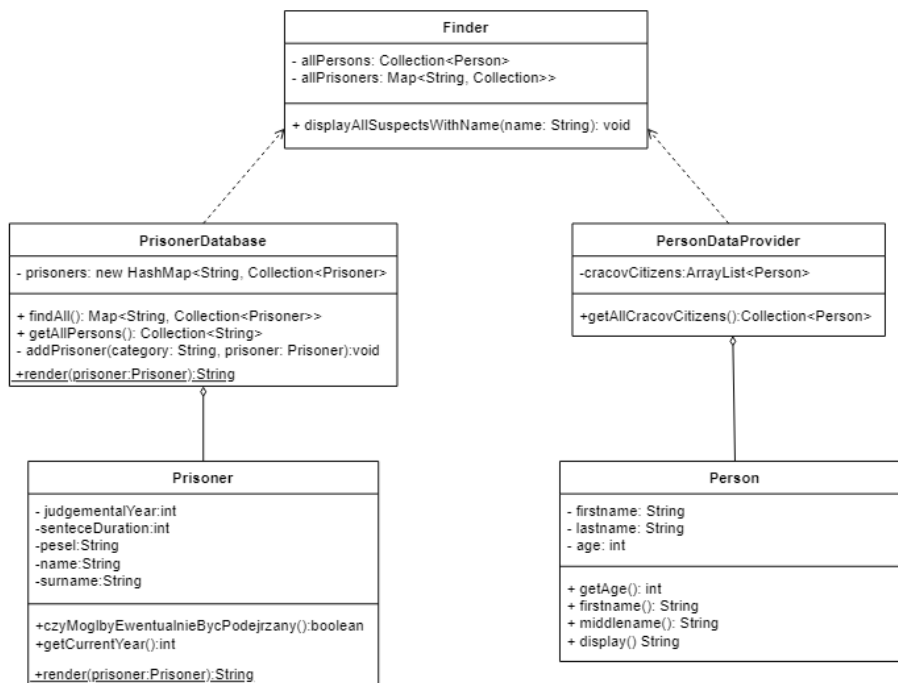 Finder
- allPersons: Collection<Person>
- allPrisoners: Map<String, Collection>>
+ displayAllSuspectsWithName(name: String): void
PrisonerDatabase
- prisoners: new HashMap<String, Collection<Prisoner>
+ findAll(): Map<String, Collection<Prisoner>>
+ getAllPersons(): Collection<String>
- addPrisoner(category: String, prisoner: Prisoner):void
+render(prisoner:Prisoner):String
PersonDataProvider
-cracovCitizens:ArrayList<Person>
+getAllCracovCitizens():Collection<Person>
Prisoner
- judgementalYear:int
-senteceDuration:int
-pesel:String
-name:String
-surname:String
+czyMoglbyEwentualnieBycPodejrzany():boolean
+getCurrentYear():int
+render(prisoner:Prisoner):String
Person
- firstname: String
- lastname: String
- age: int
+ getAge(): int
+ firstname(): String
+ middlename(): String
+ display() String